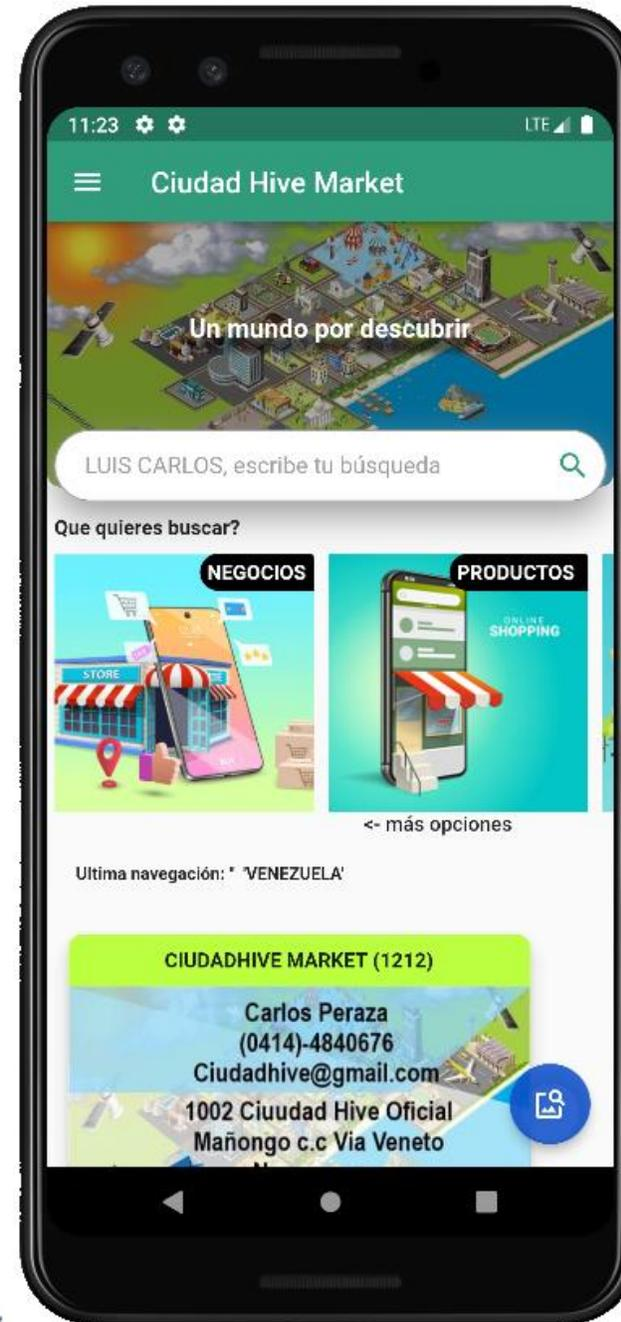 11:23 LTE
Ciudad Hive Market
Un mundo por descubrir
LUIS CARLOS, escribe tu búsqueda
Que quieres buscar?
NEGOCIOS
STORE
PRODUCTOS
ONLINE
SHOPPING
<- más opciones
Ultima navegación: " 'VENEZUELA'
CIUDADHIVE MARKET (1212)
Carlos Peraza
(0414)-4840676
Ciudadhive@gmail.com
1002 Ciuudad Hive Oficial
Mañongo c.c Via Veneto